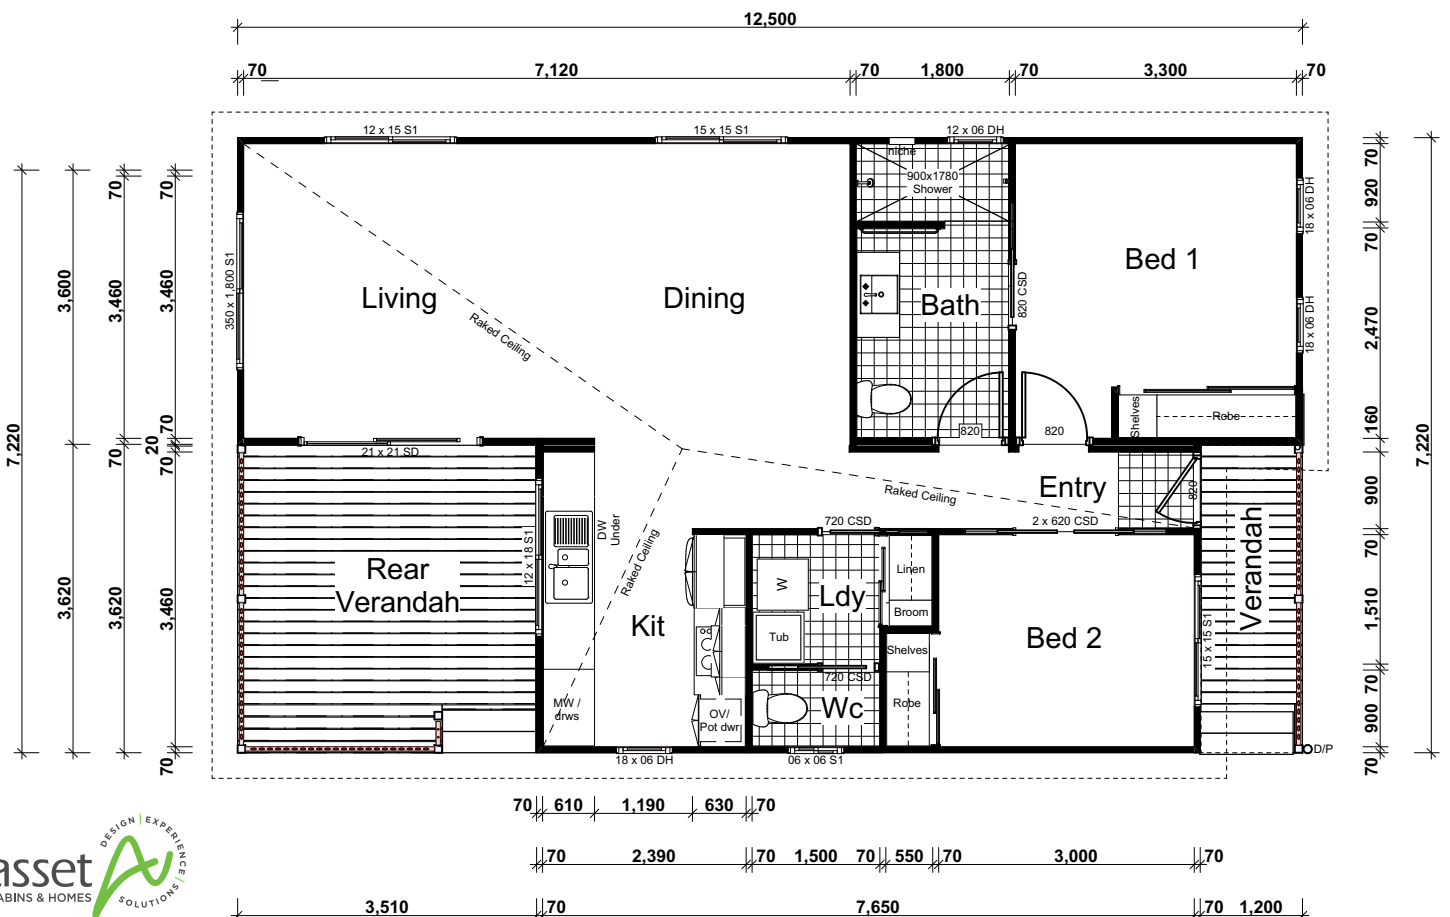 12,500
70
7,120
70
1,800
70
3,300
70
12 x 15 S1
15 x 15 S1
12 x 06 DH
niche
900x1780
Shower
18 x 06 DH
Bed 1
Living
Dining
Bath
820 CSD
18 x 06 DH
350 x 1,800 S1
Raked Ceiling
Shelves
Robe
820
820
21 x 21 SD
Entry
820
Raked Ceiling
720 CSD
2 x 620 CSD
Rear
Verandah
12 x 18 S1
DW
Under
Raked Ceiling
Kit
W
Tub
Ldy
Linen
Broom
Shelves
Robe
Bed 2
15 x 15 S1
Verandah
720 CSD
Wc
MW /
drws
OV/
Pot dwr
18 x 06 DH
06 x 06 S1
D/P
7,220
3,600
3,620
70
3,460
70
3,620
70
3,460
70
20
70
3,460
70
70
920
70
2,470
1,160
900
70
1,510
70
900
70
7,220
70
610
1,190
630
70
70
2,390
70
1,500
70
550
70
3,000
70
3,510
70
7,650
70
1,200
asset
CABINS & HOMES
DESIGN | EXPERIENCE | SOLUTIONS